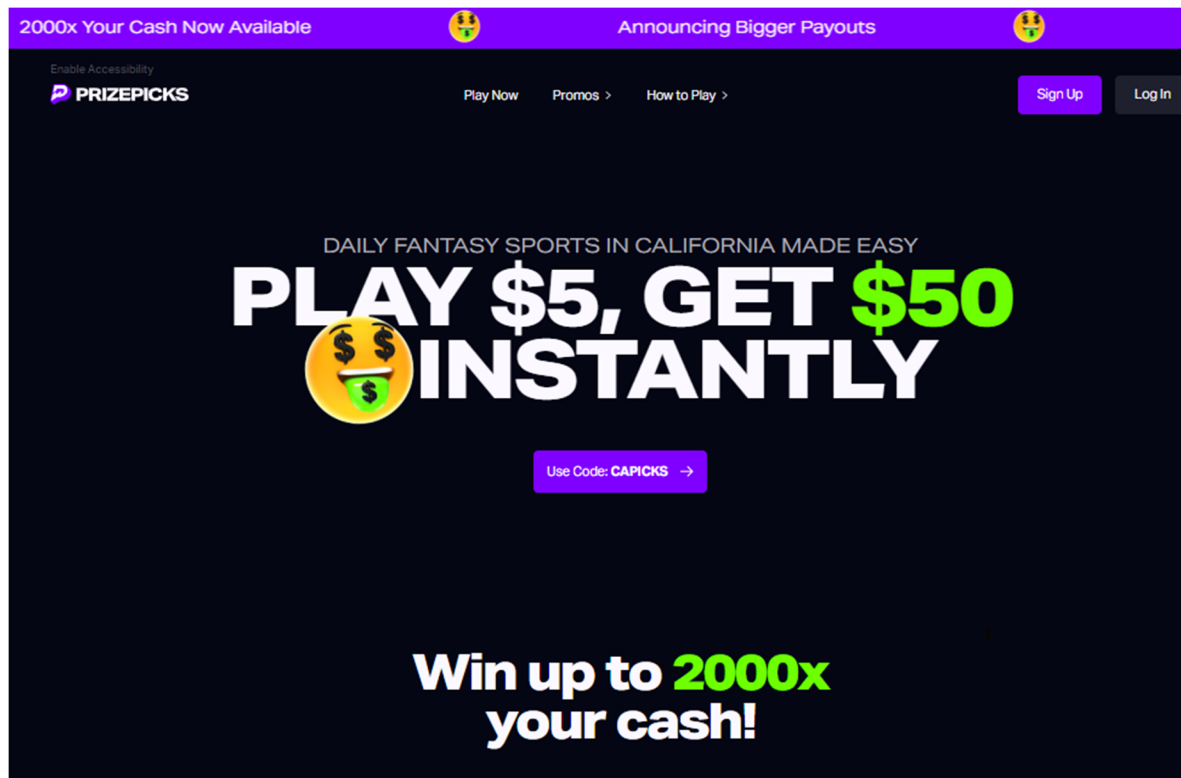 2000x Your Cash Now Available
Announcing Bigger Payouts
Enable Accessibility
PRIZEPICKS
Play Now
Promos >
How to Play >
Sign Up
Log In
DAILY FANTASY SPORTS IN CALIFORNIA MADE EASY
PLAY $5, GET $50
INSTANTLY
Use Code: CAPICKS →
Win up to 2000x
your cash!